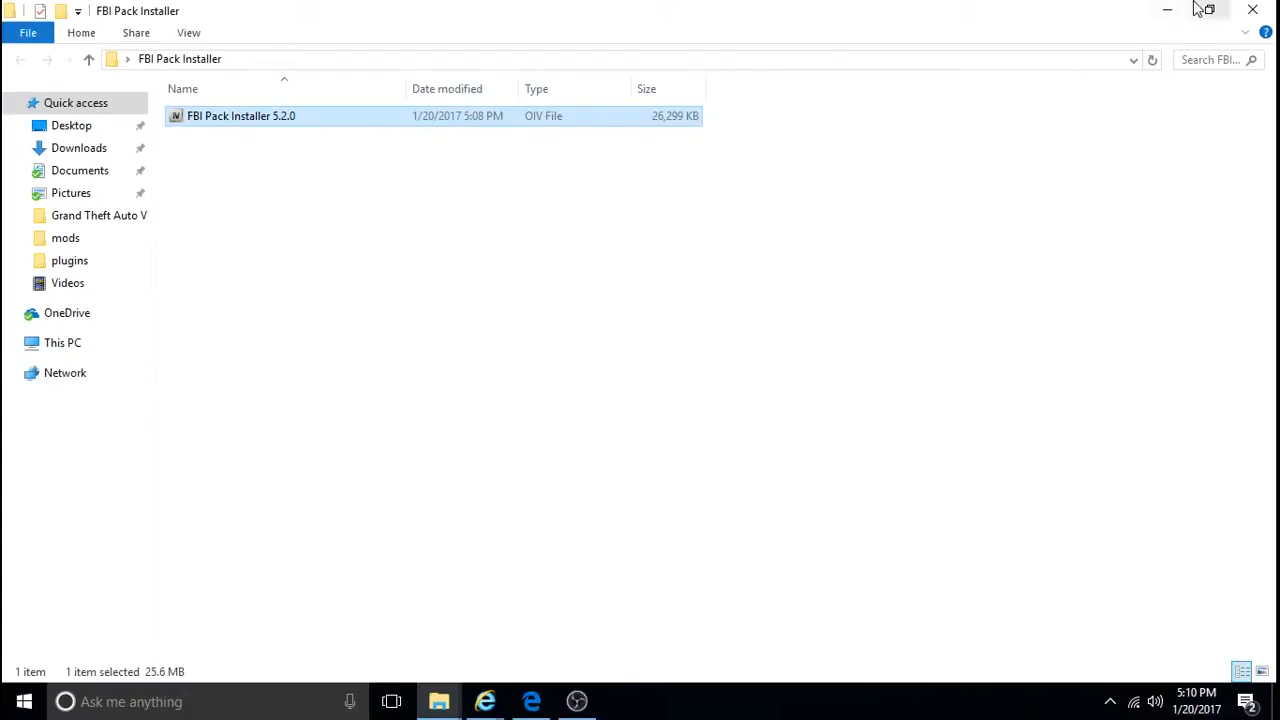 FBI Pack Installer
File Home Share View
FBI Pack Installer Search FBI...
Name Date modified Type Size
Quick access
FBI Pack Installer 5.2.0 1/20/2017 5:08 PM OIV File 26,299 KB
Desktop
Downloads
Documents
Pictures
Grand Theft Auto V
mods
plugins
Videos
OneDrive
This PC
Network
1 item 1 item selected 25.6 MB
Ask me anything
5:10 PM
1/20/2017
2